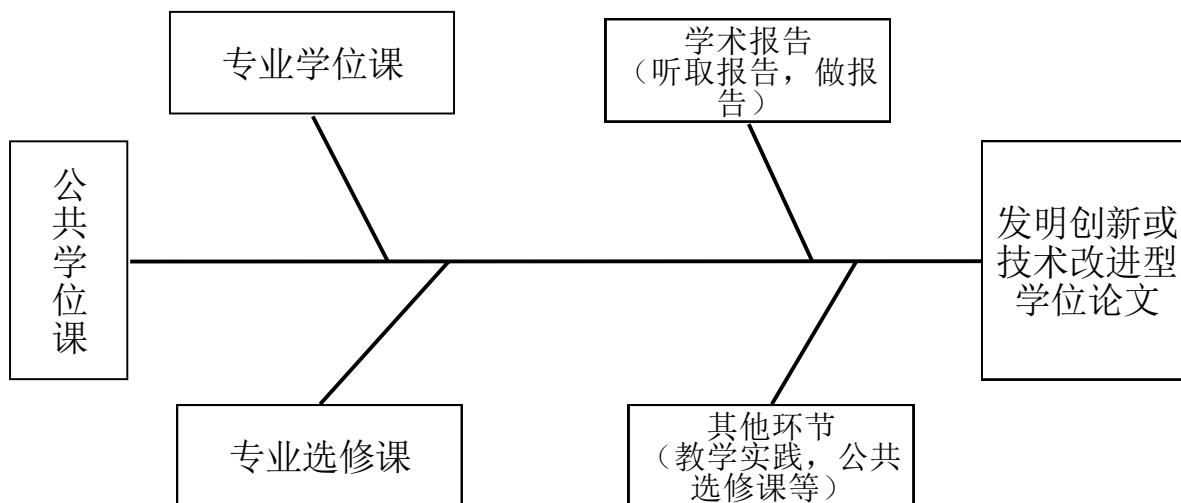 专业学位课
学术报告
（听取报告，做报
告）
公
共
学
位
课
发明创新或
技术改进型
学位论文
专业选修课
其他环节
（教学实践，公共
选修课等）